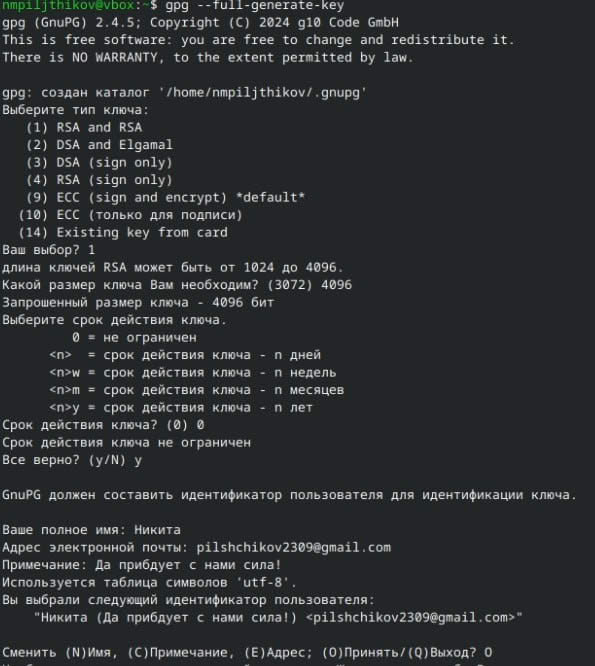 nmpiljthikov@vbox:~$ gpg --full-generate-key
gpg (GnuPG) 2.4.5; Copyright (C) 2024 g10 Code GmbH
This is free software: you are free to change and redistribute it.
There is NO WARRANTY, to the extent permitted by law.

gpg: создан каталог '/home/nmpiljthikov/.gnupg'
Выберите тип ключа:
   (1) RSA and RSA
   (2) DSA and Elgamal
   (3) DSA (sign only)
   (4) RSA (sign only)
   (9) ECC (sign and encrypt) *default*
  (10) ECC (только для подписи)
  (14) Existing key from card
Ваш выбор? 1
длина ключей RSA может быть от 1024 до 4096.
Какой размер ключа Вам необходим? (3072) 4096
Запрошенный размер ключа - 4096 бит
Выберите срок действия ключа.
         0 = не ограничен
      <n>  = срок действия ключа - n дней
      <n>w = срок действия ключа - n недель
      <n>m = срок действия ключа - n месяцев
      <n>y = срок действия ключа - n лет
Срок действия ключа? (0) 0
Срок действия ключа не ограничен
Все верно? (y/N) y

GnuPG должен составить идентификатор пользователя для идентификации ключа.

Ваше полное имя: Никита
Адрес электронной почты: pilshchikov2309@gmail.com
Примечание: Да прибдует с нами сила!
Используется таблица символов 'utf-8'.
Вы выбрали следующий идентификатор пользователя:
    "Никита (Да прибдует с нами сила!) <pilshchikov2309@gmail.com>"

Сменить (N)Имя, (C)Примечание, (E)Адрес; (O)Принять/(Q)Выход? O